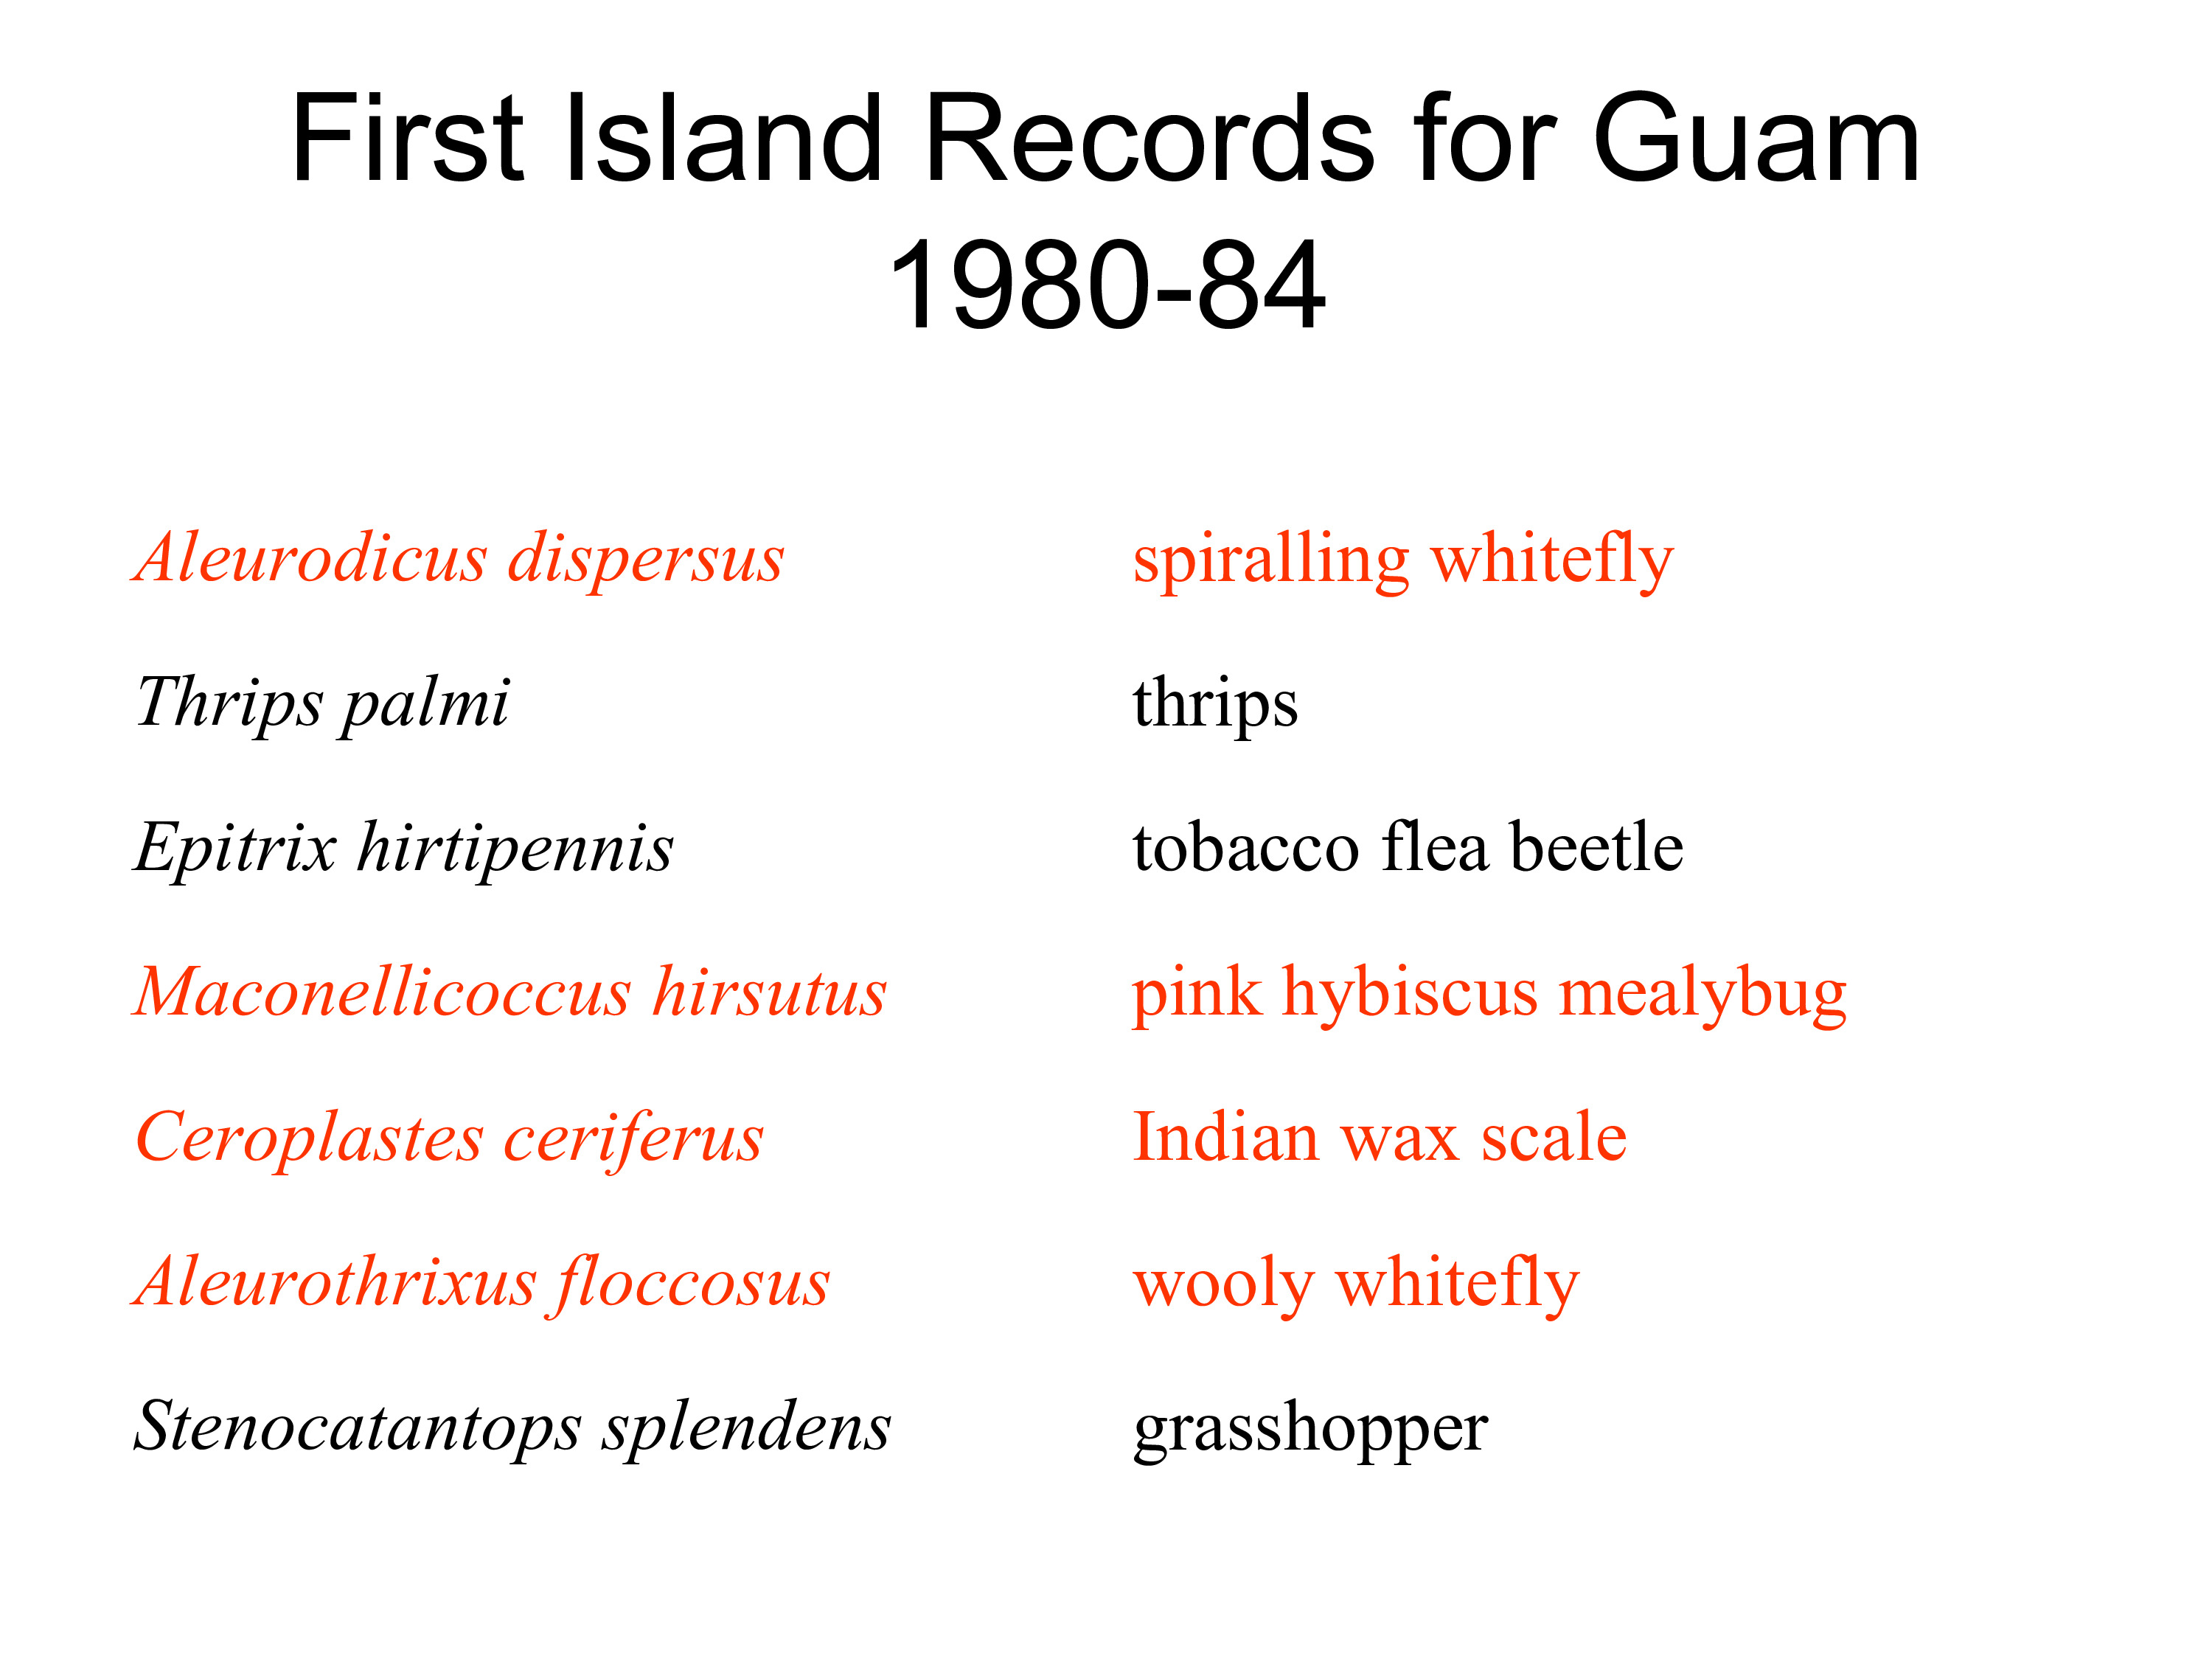 First Island Records for Guam
1980-84
Aleurodicus dispersus spiralling whitefly
Thrips palmi thrips
Epitrix hirtipennis tobacco flea beetle
Maconellicoccus hirsutus pink hybiscus mealybug
Ceroplastes ceriferus Indian wax scale
Aleurothrixus floccosus wooly whitefly
Stenocatantops splendens grasshopper